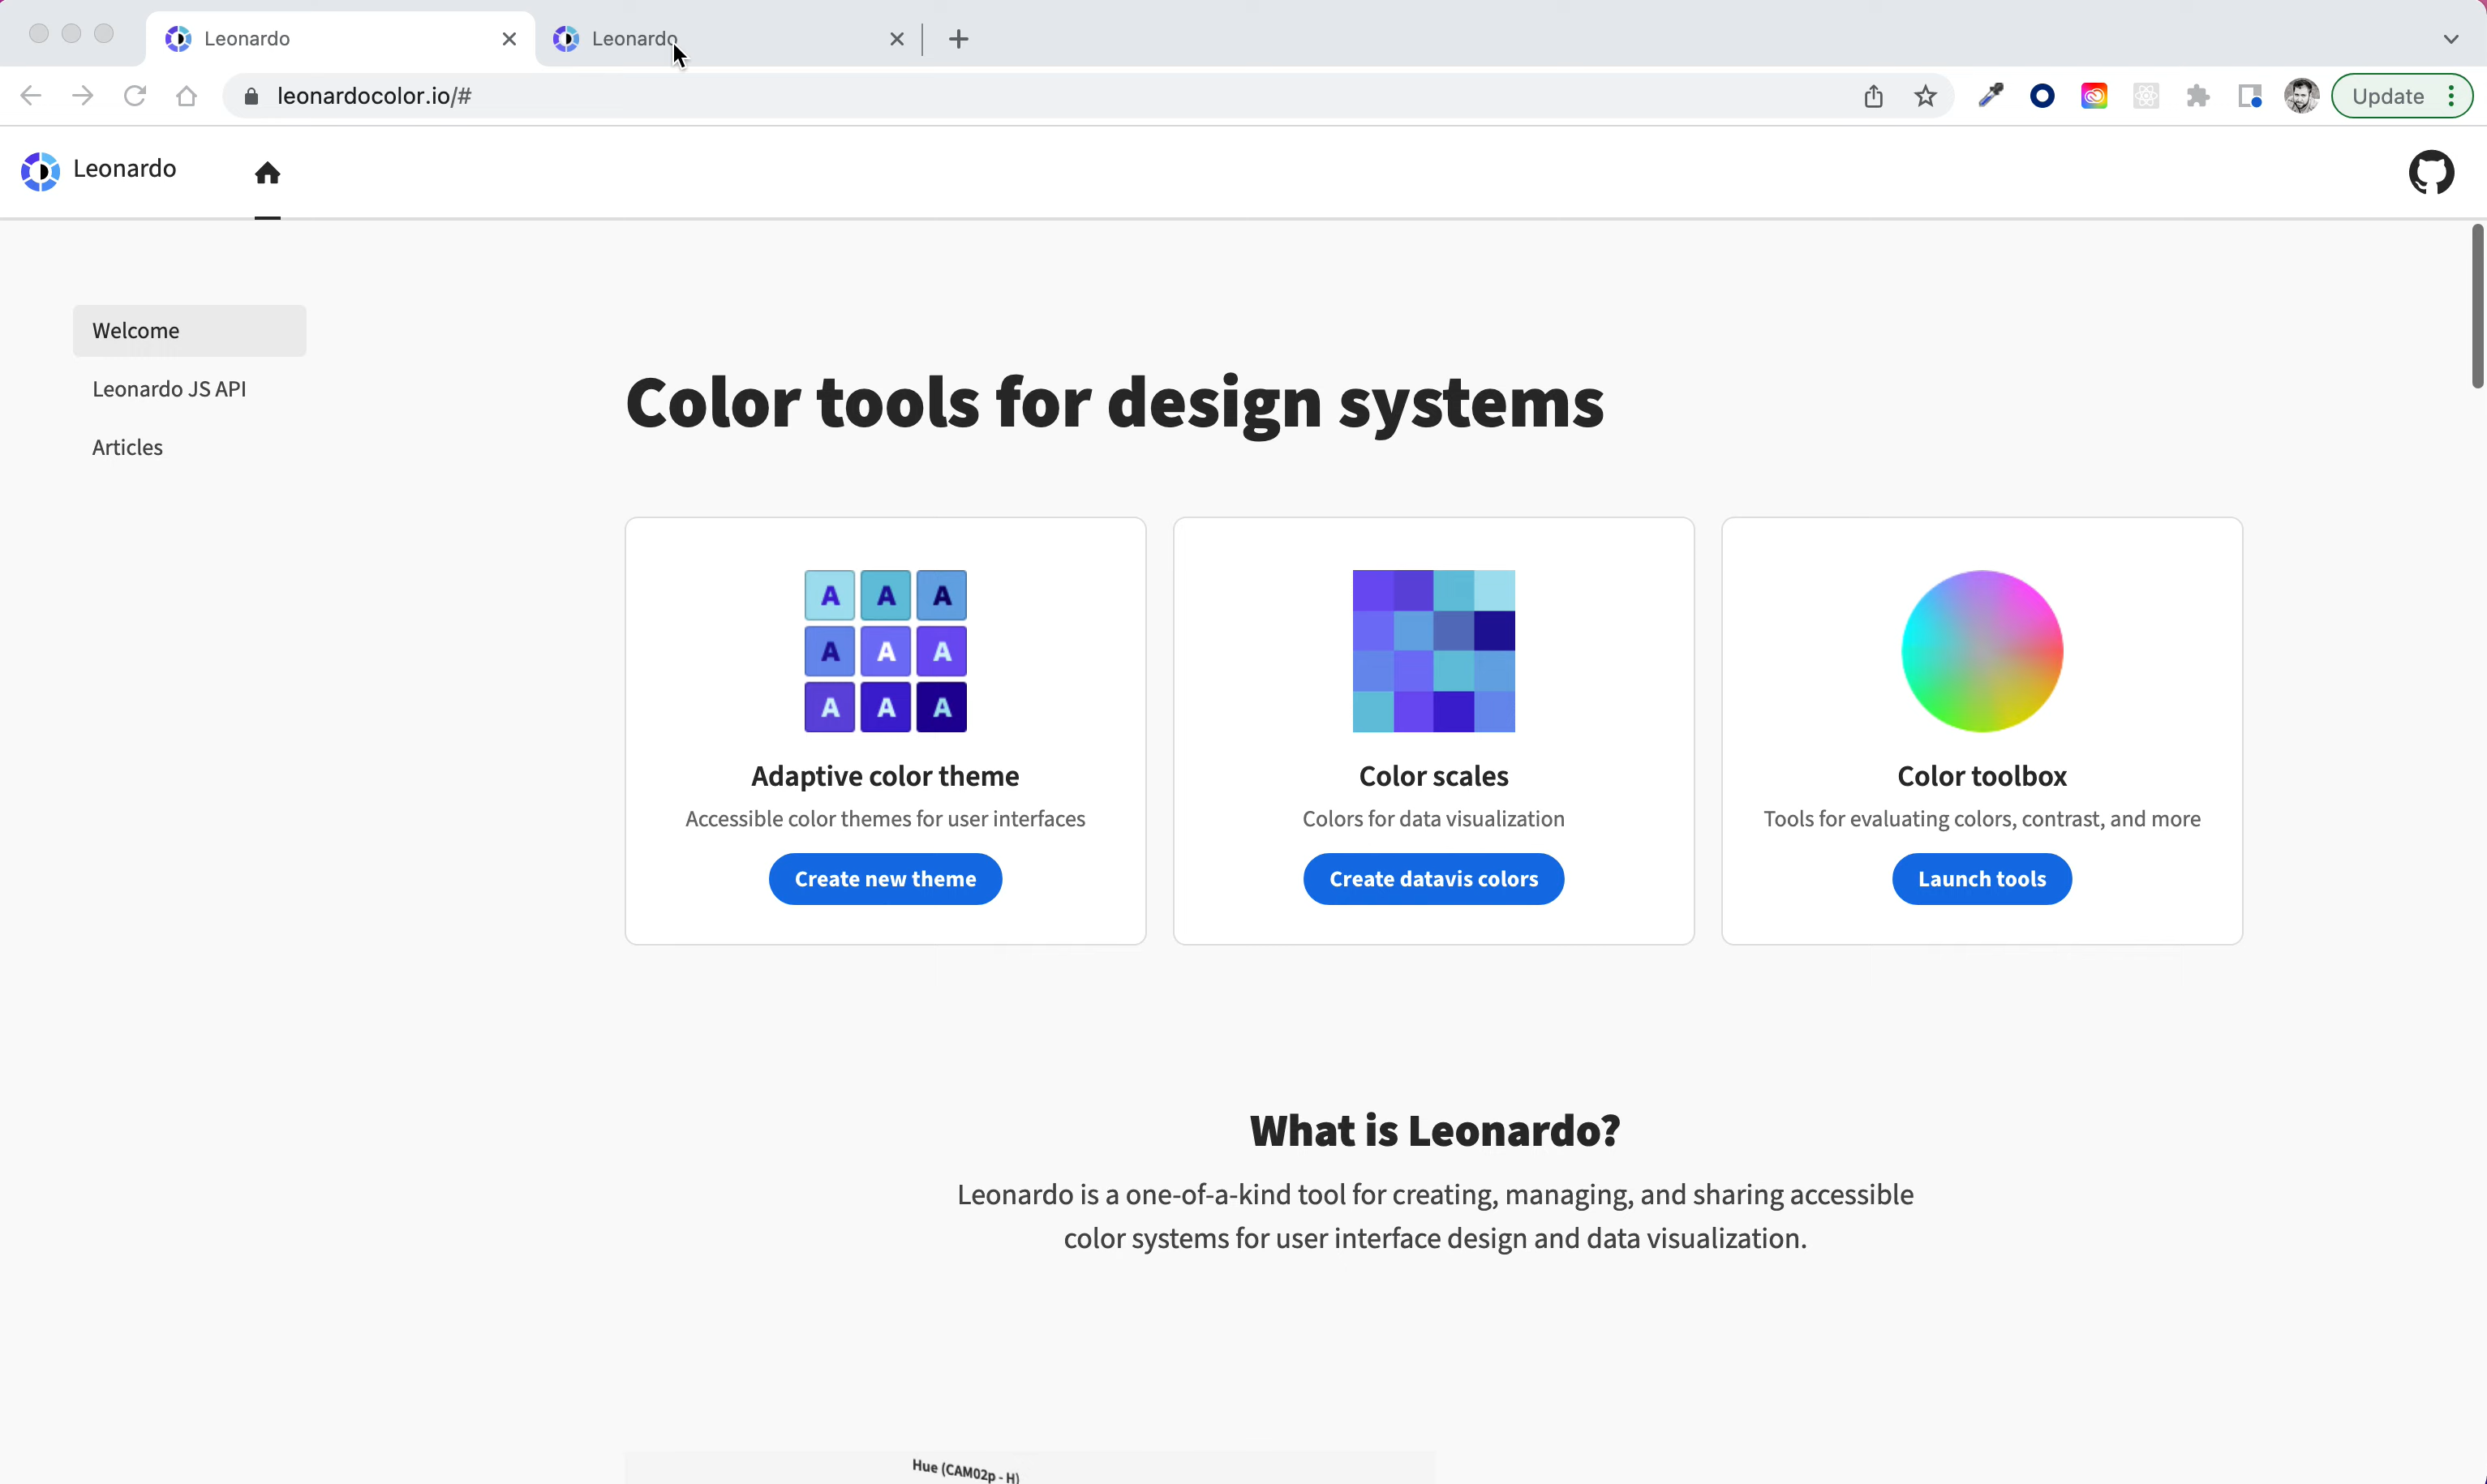 Leonardo
Leonardo
leonardocolor.io/#
Update
Leonardo
Welcome
Leonardo JS API
Articles
Color tools for design systems
A A A
A A A
A A A
Adaptive color theme
Accessible color themes for user interfaces
Create new theme
Color scales
Colors for data visualization
Create datavis colors
Color toolbox
Tools for evaluating colors, contrast, and more
Launch tools
What is Leonardo?
Leonardo is a one-of-a-kind tool for creating, managing, and sharing accessible
color systems for user interface design and data visualization.
Hue (CAM02p - H)